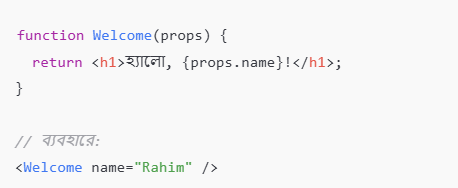 function Welcome(props) {
  return <h1>হ্যালো, {props.name}!</h1>;
}
// ব্যবহারে:
<Welcome name="Rahim" />